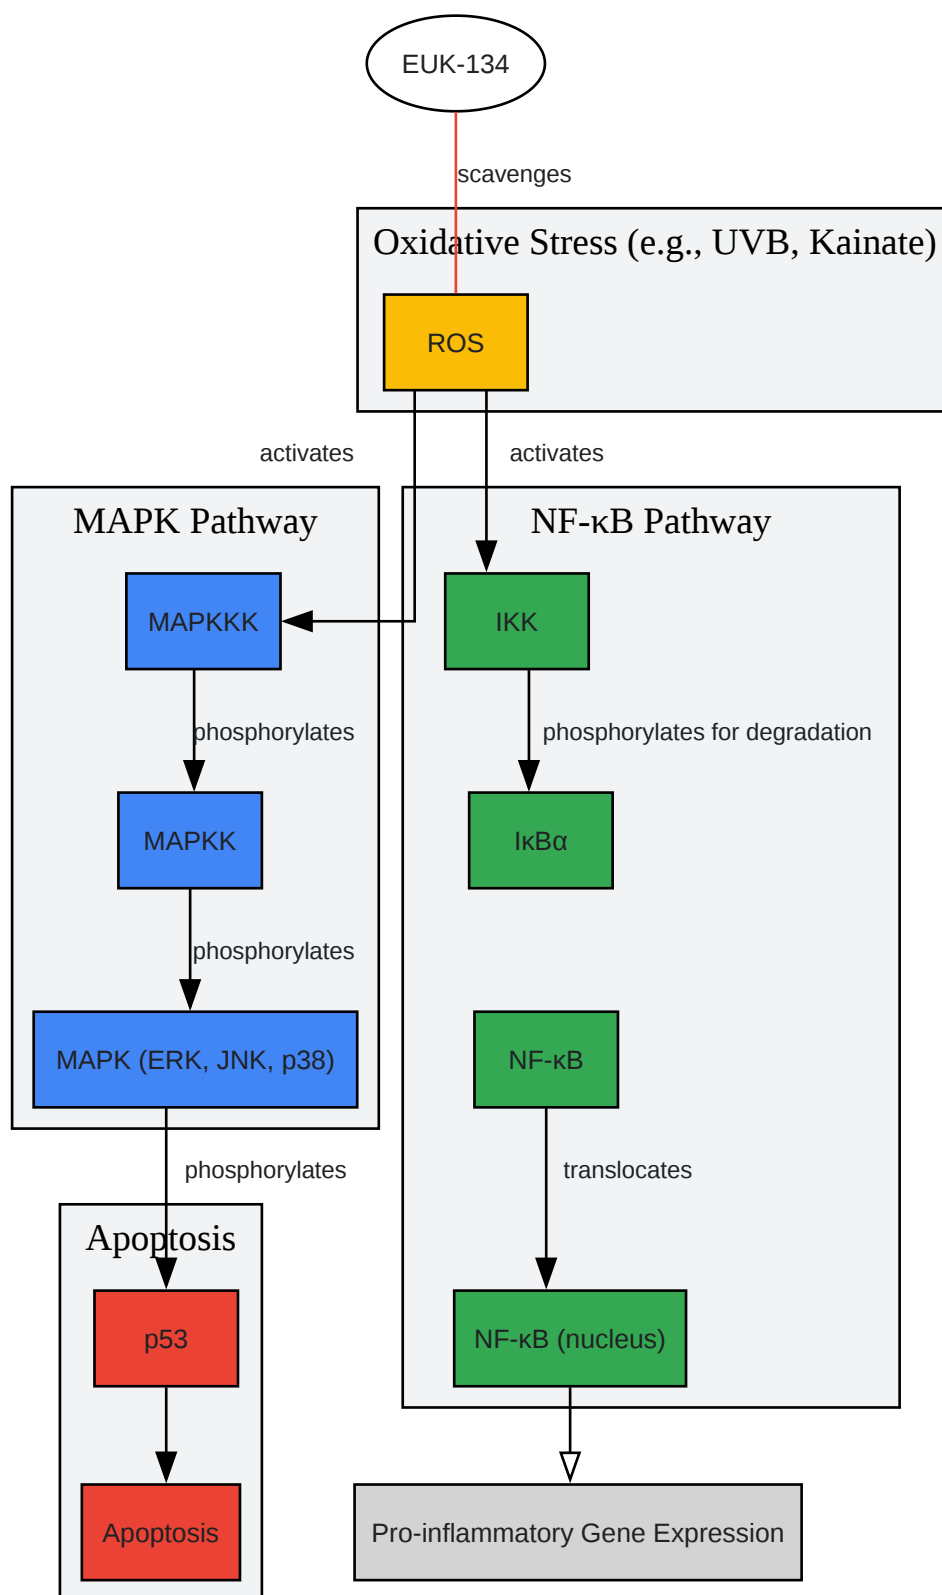 EUK-134
scavenges
Oxidative Stress (e.g., UVB, Kainate)
ROS
activates
activates
MAPK Pathway
NF-κB Pathway
MAPKKK
IKK
phosphorylates
phosphorylates for degradation
MAPKK
IκBα
phosphorylates
MAPK (ERK, JNK, p38)
NF-κB
phosphorylates
translocates
Apoptosis
p53
NF-κB (nucleus)
Apoptosis
Pro-inflammatory Gene Expression